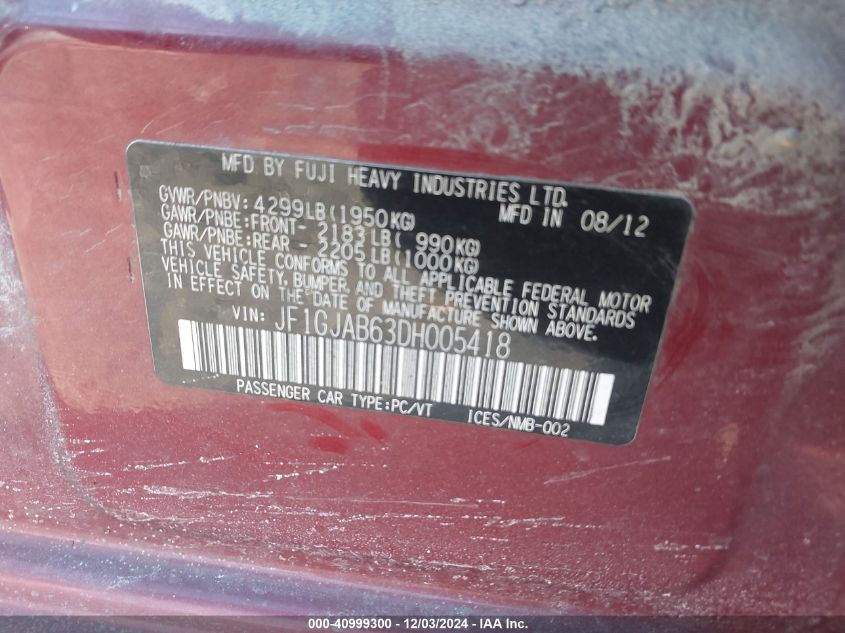 MFD BY FUJI HEAVY INDUSTRIES LTD.
GVWR/PNBV: 4299LB(1950KG) MFD IN 08/12
GAWR/PNBE:FRONT- 2183LB( 990KG)
GAWR/PNBE:REAR - 2205LB(1000KG)
THIS VEHICLE CONFORMS TO ALL APPLICABLE FEDERAL MOTOR
VEHICLE SAFETY, BUMPER, AND THEFT PREVENTION STANDARDS
IN EFFECT ON THE DATE OF MANUFACTURE SHOWN ABOVE.
VIN: JF1GJAB63DH005418
PASSENGER CAR TYPE:PC/VT ICES/NMB-002
000-40999300 - 12/03/2024 - IAA Inc.